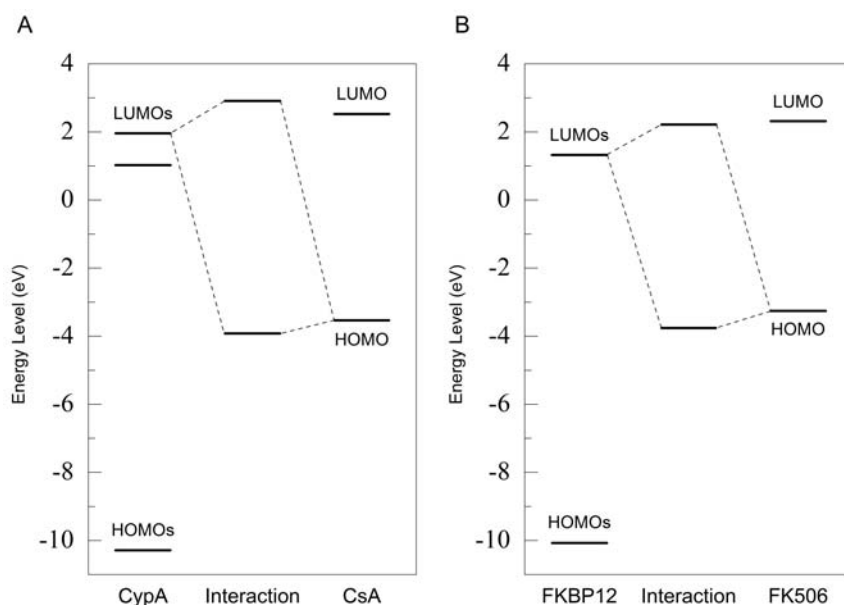 A
Energy Level (eV)
4
2
0
-2
-4
-6
-8
-10
LUMOs
HOMOs
LUMO
HOMO
CypA Interaction CsA
B
Energy Level (eV)
4
2
0
-2
-4
-6
-8
-10
LUMOs
HOMOs
LUMO
HOMO
FKBP12 Interaction FK506